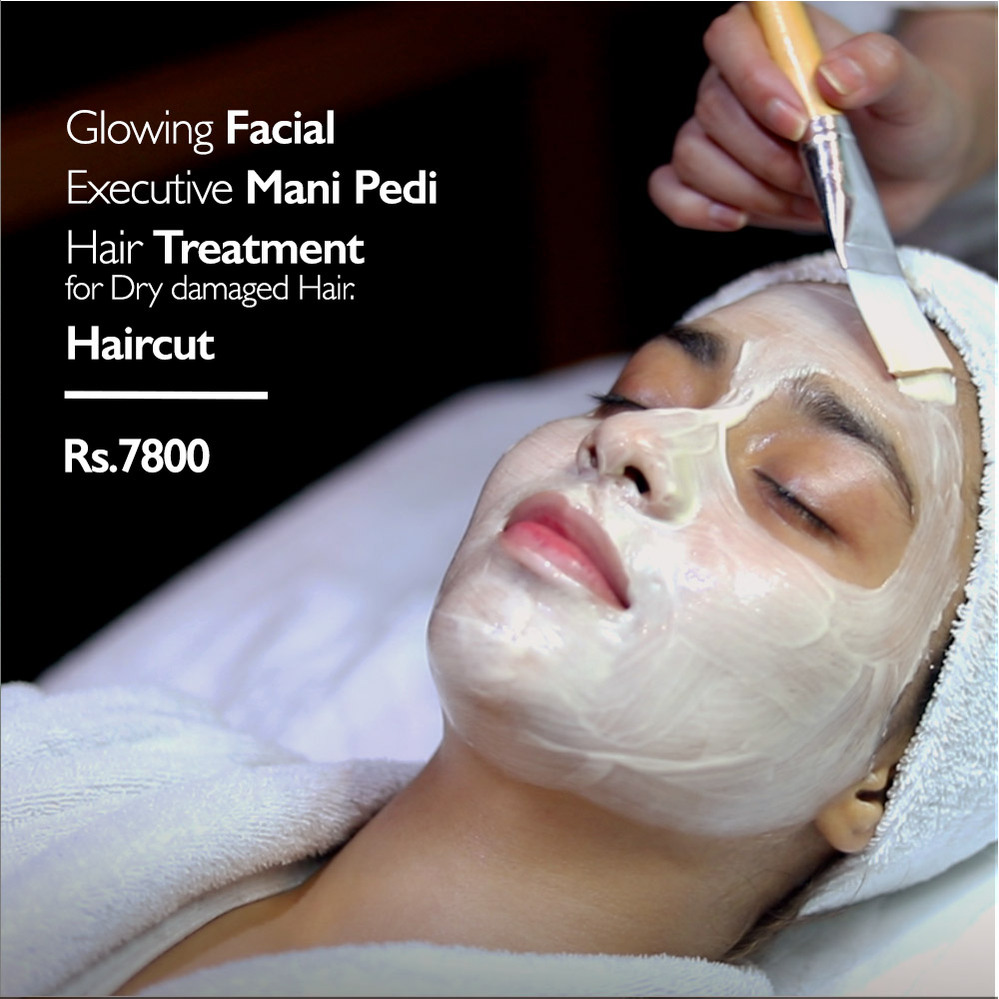 Glowing Facial
Executive Mani Pedi
Hair Treatment
for Dry damaged Hair.
Haircut
Rs.7800